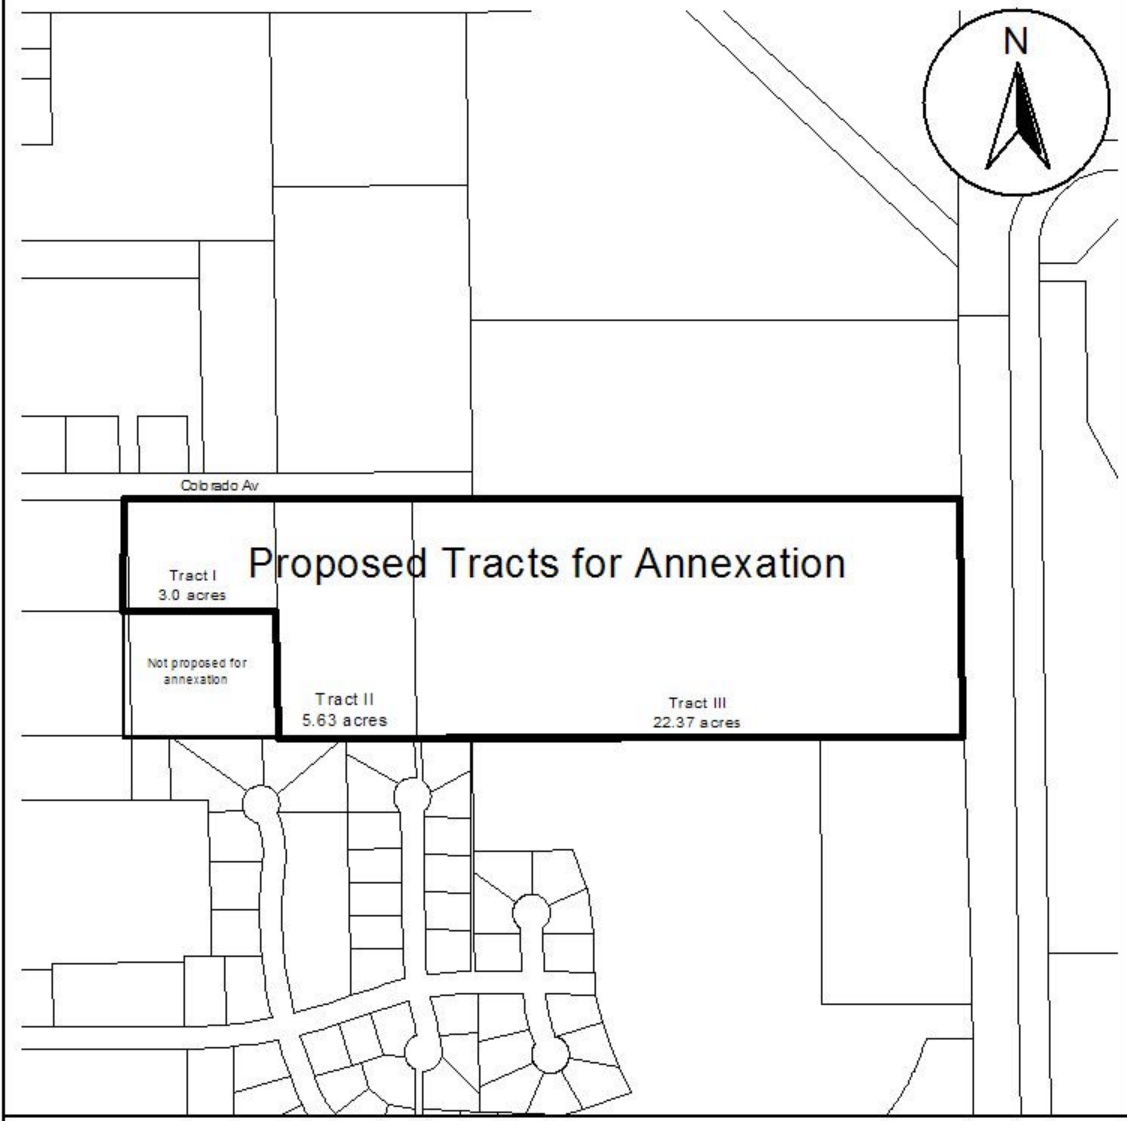 N
Colorado Av
Proposed Tracts for Annexation
Tract I
3.0 acres
Not proposed for
annexation
Tract II
5.63 acres
Tract III
22.37 acres